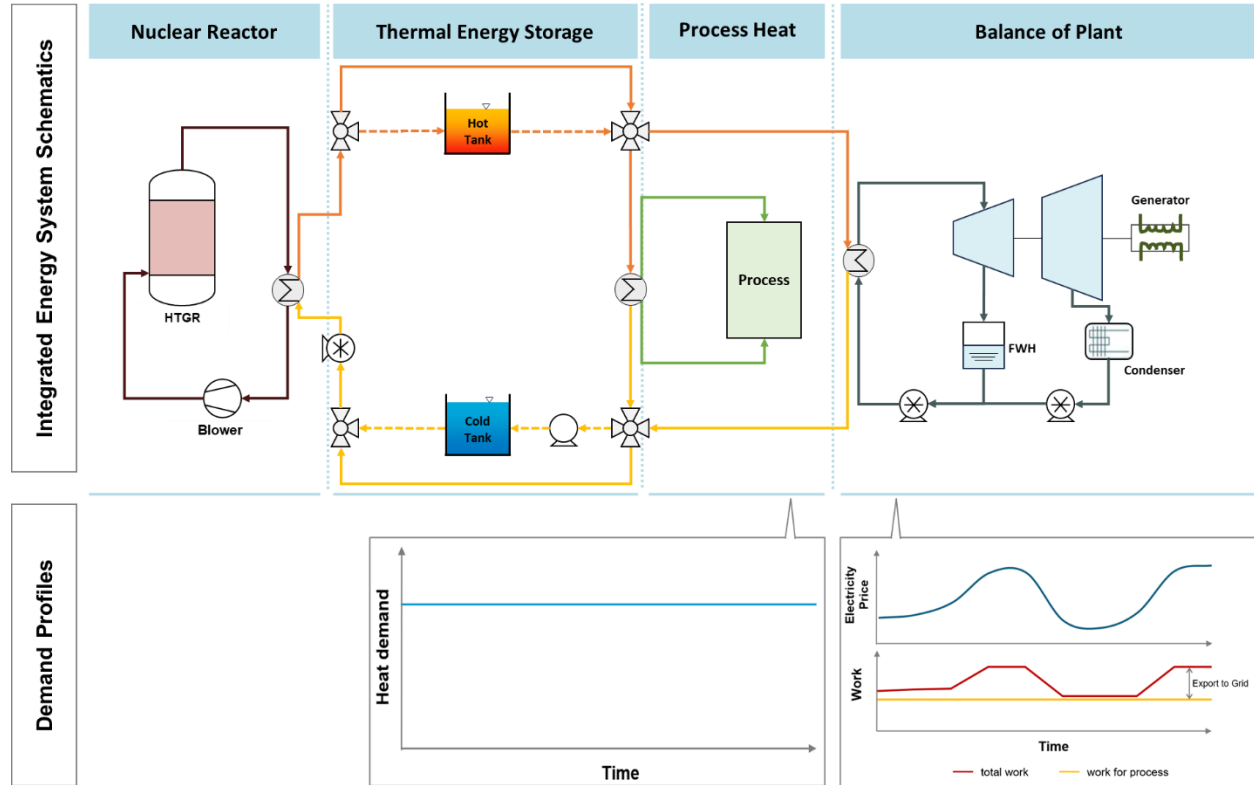 Integrated Energy System Schematics
Nuclear Reactor
Thermal Energy Storage
Process Heat
Balance of Plant
Hot
Tank
Generator
Process
HTGR
FWH
Condenser
Blower
Cold
Tank
Demand Profiles
Heat demand
Time
Electricity
Price
Work
Export to Grid
Time
total work
work for process